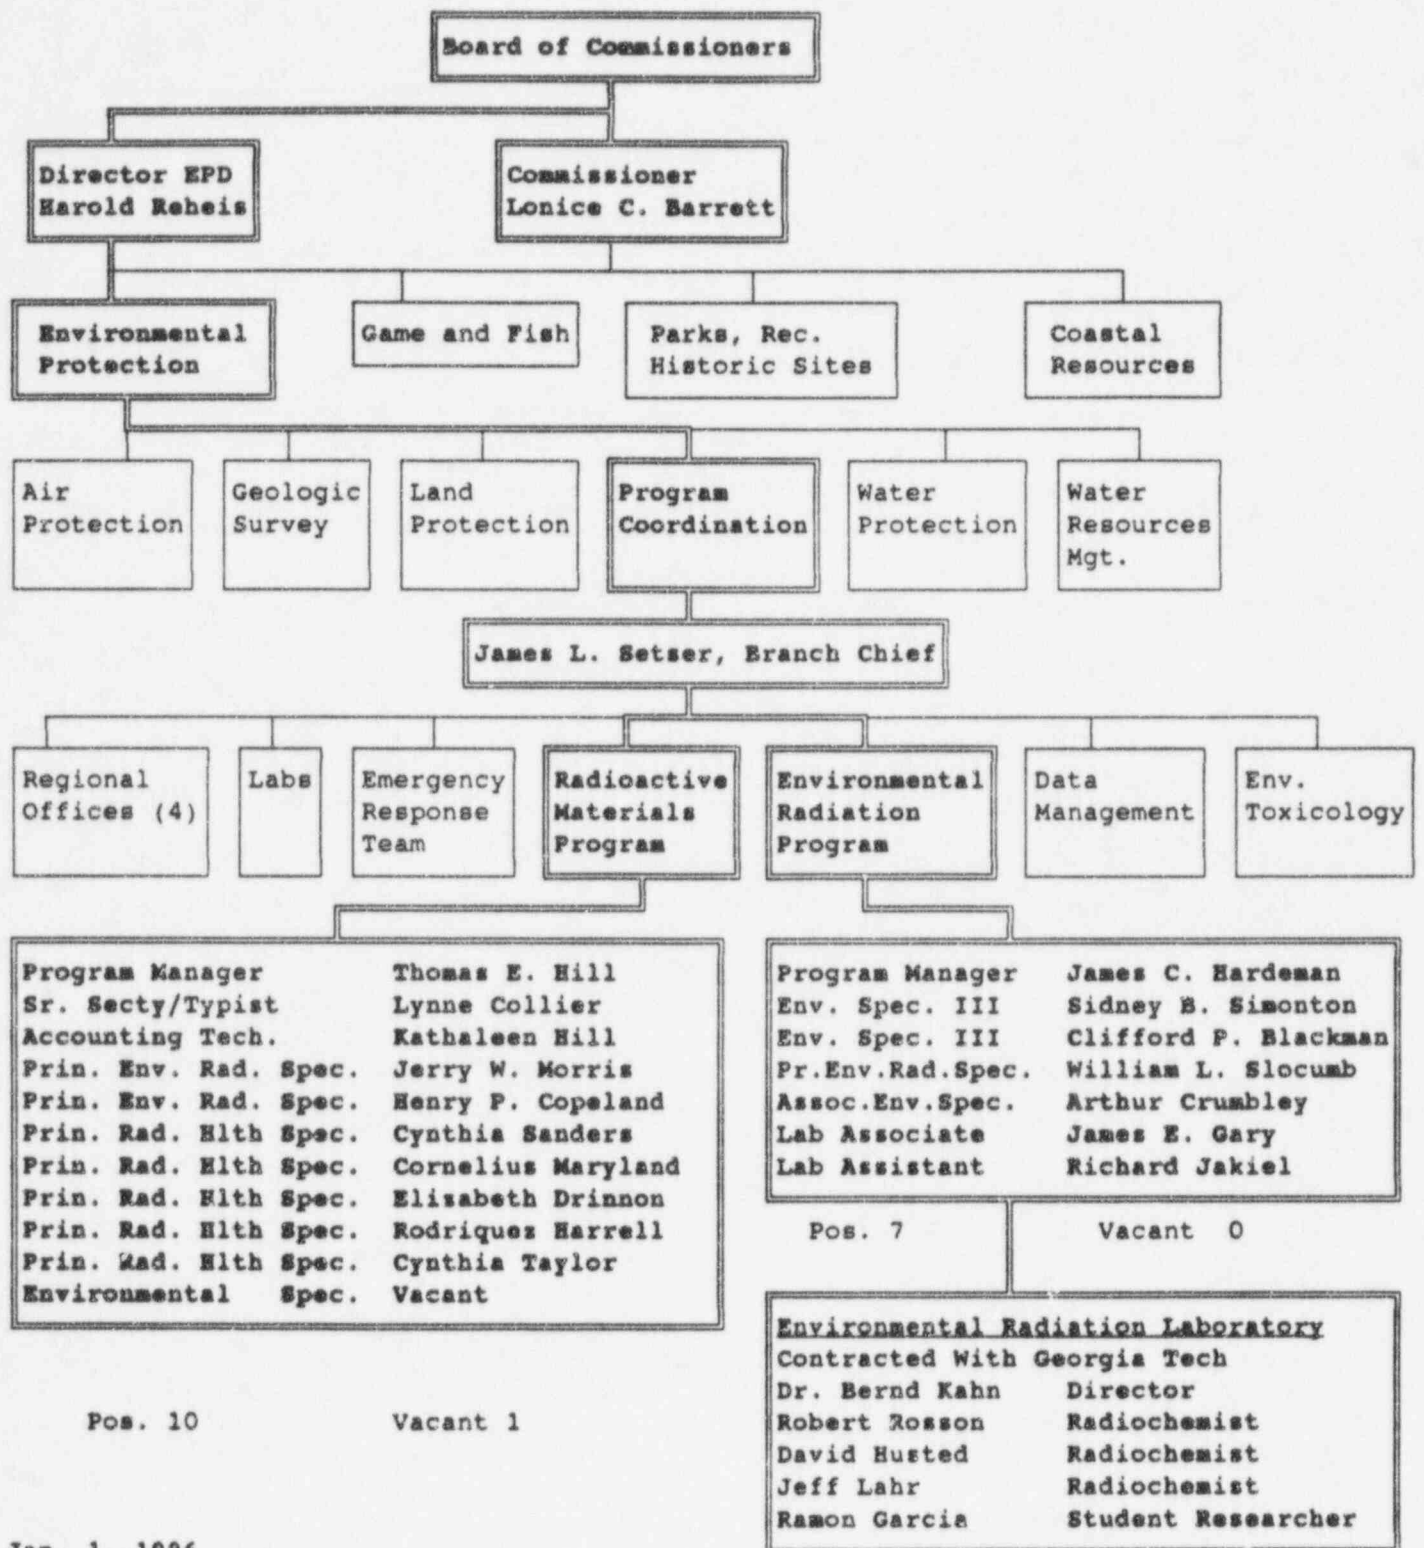 Board of Commissioners
Director EPD
Harold Reheis
Commissioner
Lonice C. Barrett
Environmental
Protection
Game and Fish
Parks, Rec.
Historic Sites
Coastal
Resources
Air
Protection
Geologic
Survey
Land
Protection
Program
Coordination
Water
Protection
Water
Resources
Mgt.
James L. Setser, Branch Chief
Regional
Offices (4)
Labs
Emergency
Response
Team
Radioactive
Materials
Program
Environmental
Radiation
Program
Data
Management
Env.
Toxicology
Program Manager Thomas E. Hill
Sr. Secty/Typist Lynne Collier
Accounting Tech. Kathaleen Hill
Prin. Env. Rad. Spec. Jerry W. Morris
Prin. Env. Rad. Spec. Henry P. Copeland
Prin. Rad. Hlth Spec. Cynthia Sanders
Prin. Rad. Hlth Spec. Cornelius Maryland
Prin. Rad. Hlth Spec. Elisabeth Drinnon
Prin. Rad. Hlth Spec. Rodriques Harrell
Prin. Rad. Hlth Spec. Cynthia Taylor
Environmental Spec. Vacant
Pos. 10 Vacant 1
Program Manager James C. Hardeman
Env. Spec. III Sidney B. Simonton
Env. Spec. III Clifford P. Blackman
Pr.Env.Rad.Spec. William L. Slocumb
Assoc.Env.Spec. Arthur Crumbley
Lab Associate James E. Gary
Lab Assistant Richard Jakiel
Pos. 7 Vacant 0
Environmental Radiation Laboratory
Contracted With Georgia Tech
Dr. Bernd Kahn Director
Robert Rosson Radiochemist
David Husted Radiochemist
Jeff Lahr Radiochemist
Ramon Garcia Student Researcher